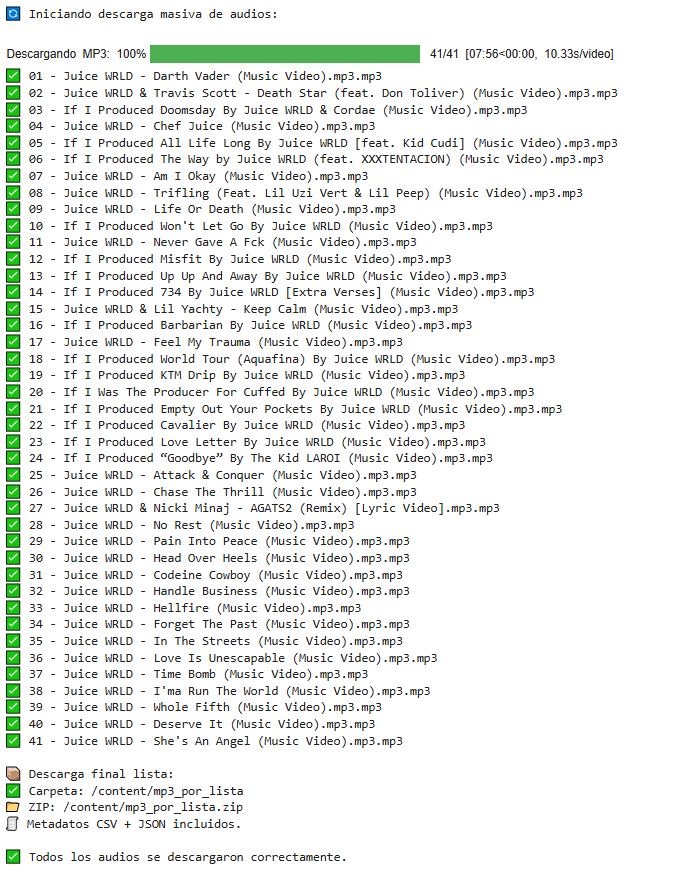 Iniciando descarga masiva de audios:
Descargando MP3: 100% 41/41 [07:56<00:00, 10.33s/video]
01 - Juice WRLD - Darth Vader (Music Video).mp3.mp3
02 - Juice WRLD & Travis Scott - Death Star (feat. Don Toliver) (Music Video).mp3.mp3
03 - If I Produced Doomsday By Juice WRLD & Cordae (Music Video).mp3.mp3
04 - Juice WRLD - Chef Juice (Music Video).mp3.mp3
05 - If I Produced All Life Long By Juice WRLD [feat. Kid Cudi] (Music Video).mp3.mp3
06 - If I Produced The Way by Juice WRLD (feat. XXXTENTACION) (Music Video).mp3.mp3
07 - Juice WRLD - Am I Okay (Music Video).mp3.mp3
08 - Juice WRLD - Trifling (Feat. Lil Uzi Vert & Lil Peep) (Music Video).mp3.mp3
09 - Juice WRLD - Life Or Death (Music Video).mp3.mp3
10 - If I Produced Won't Let Go By Juice WRLD (Music Video).mp3.mp3
11 - Juice WRLD - Never Gave A Fck (Music Video).mp3.mp3
12 - If I Produced Misfit By Juice WRLD (Music Video).mp3.mp3
13 - If I Produced Up Up And Away By Juice WRLD (Music Video).mp3.mp3
14 - If I Produced 734 By Juice WRLD [Extra Verses] (Music Video).mp3.mp3
15 - Juice WRLD & Lil Yachty - Keep Calm (Music Video).mp3.mp3
16 - If I Produced Barbarian By Juice WRLD (Music Video).mp3.mp3
17 - Juice WRLD - Feel My Trauma (Music Video).mp3.mp3
18 - If I Produced World Tour (Aquafina) By Juice WRLD (Music Video).mp3.mp3
19 - If I Produced KTM Drip By Juice WRLD (Music Video).mp3.mp3
20 - If I Was The Producer For Cuffed By Juice WRLD (Music Video).mp3.mp3
21 - If I Produced Empty Out Your Pockets By Juice WRLD (Music Video).mp3.mp3
22 - If I Produced Cavalier By Juice WRLD (Music Video).mp3.mp3
23 - If I Produced Love Letter By Juice WRLD (Music Video).mp3.mp3
24 - If I Produced “Goodbye” By The Kid LAROI (Music Video).mp3.mp3
25 - Juice WRLD - Attack & Conquer (Music Video).mp3.mp3
26 - Juice WRLD - Chase The Thrill (Music Video).mp3.mp3
27 - Juice WRLD & Nicki Minaj - AGATS2 (Remix) [Lyric Video].mp3.mp3
28 - Juice WRLD - No Rest (Music Video).mp3.mp3
29 - Juice WRLD - Pain Into Peace (Music Video).mp3.mp3
30 - Juice WRLD - Head Over Heels (Music Video).mp3.mp3
31 - Juice WRLD - Codeine Cowboy (Music Video).mp3.mp3
32 - Juice WRLD - Handle Business (Music Video).mp3.mp3
33 - Juice WRLD - Hellfire (Music Video).mp3.mp3
34 - Juice WRLD - Forget The Past (Music Video).mp3.mp3
35 - Juice WRLD - In The Streets (Music Video).mp3.mp3
36 - Juice WRLD - Love Is Unescapable (Music Video).mp3.mp3
37 - Juice WRLD - Time Bomb (Music Video).mp3.mp3
38 - Juice WRLD - I'ma Run The World (Music Video).mp3.mp3
39 - Juice WRLD - Whole Fifth (Music Video).mp3.mp3
40 - Juice WRLD - Deserve It (Music Video).mp3.mp3
41 - Juice WRLD - She's An Angel (Music Video).mp3.mp3
Descarga final lista:
Carpeta: /content/mp3_por_lista
ZIP: /content/mp3_por_lista.zip
Metadatos CSV + JSON incluidos.
Todos los audios se descargaron correctamente.